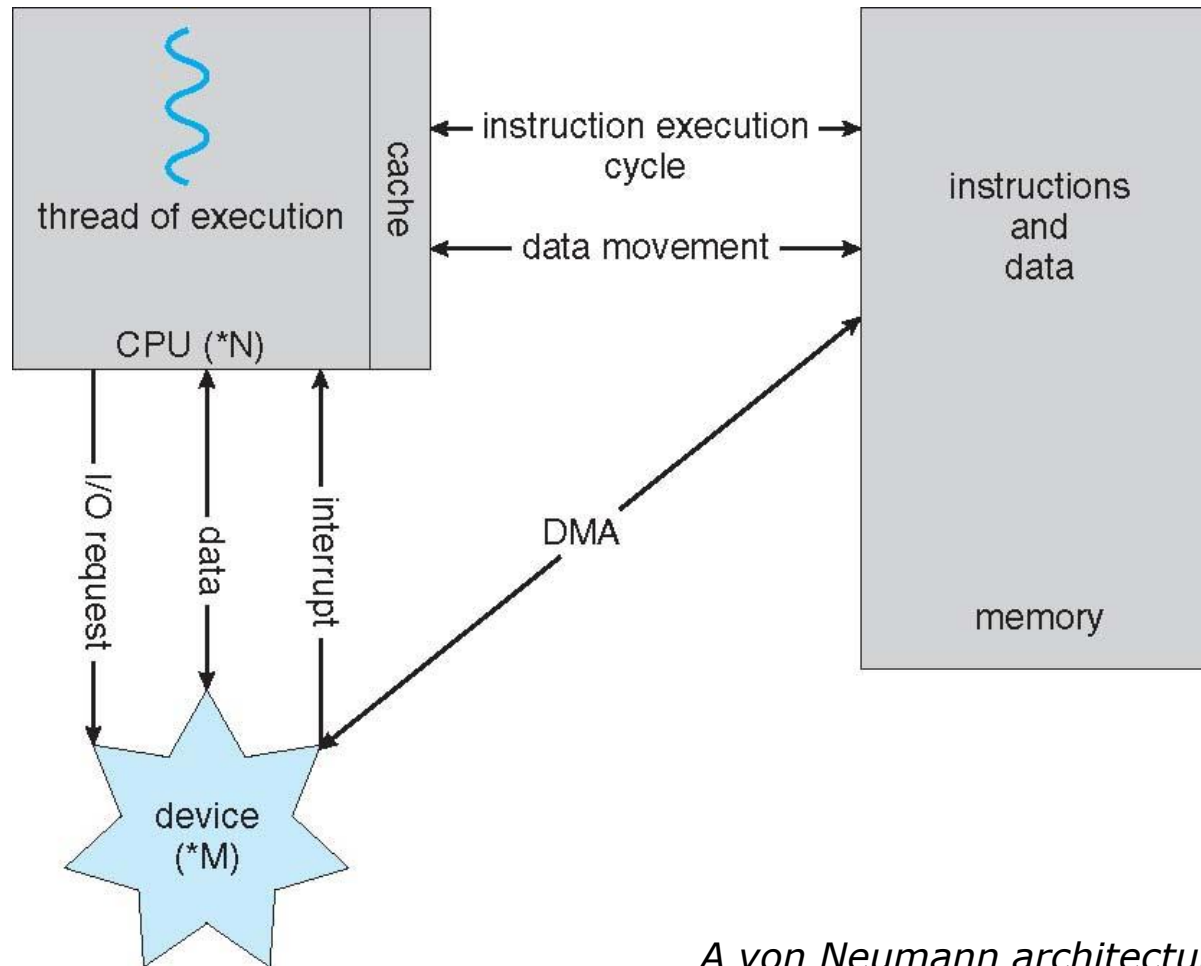 thread of execution
cache
CPU (*N)
instruction execution
cycle
data movement
instructions
and
data
memory
I/O request
data
interrupt
DMA
device
(*M)
A von Neumann